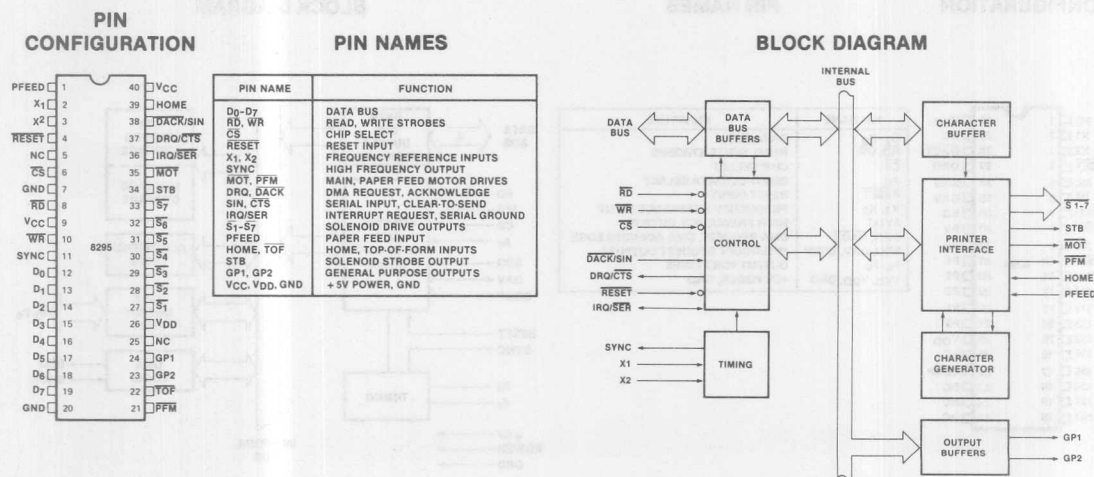 PIN
CONFIGURATION
PFEED 1 40 VCC
X1 2 39 HOME
X2 3 38 DACK/SIN
RESET 4 37 DRQ/CTS
NC 5 36 IRQ/SER
CS 6 35 MOT
GND 7 34 STB
RD 8 33 S7
VCC 9 32 S6
WR 10 31 S5
SYNC 11 30 S4
D0 12 29 S3
D1 13 28 S2
D2 14 27 S1
D3 15 26 VDD
D4 16 25 NC
D5 17 24 GP1
D6 18 23 GP2
D7 19 22 TOF
GND 20 21 PFM
8295
PIN NAMES
PIN NAME FUNCTION
D0-D7 DATA BUS
RD, WR READ, WRITE STROBES
CS CHIP SELECT
RESET RESET INPUT
X1, X2 FREQUENCY REFERENCE INPUTS
SYNC HIGH FREQUENCY OUTPUT
MOT, PFM MAIN, PAPER FEED MOTOR DRIVES
DRQ, DACK DMA REQUEST, ACKNOWLEDGE
SIN, CTS SERIAL INPUT, CLEAR-TO-SEND
IRQ/SER INTERRUPT REQUEST, SERIAL GROUND
S1-S7 SOLENOID DRIVE OUTPUTS
PFEED PAPER FEED INPUT
HOME, TOF HOME, TOP-OF-FORM INPUTS
STB SOLENOID STROBE OUTPUT
GP1, GP2 GENERAL PURPOSE OUTPUTS
VCC, VDD, GND +5V POWER, GND
BLOCK DIAGRAM
INTERNAL
BUS
DATA
BUS
DATA
BUS
BUFFERS
CHARACTER
BUFFER
RD
WR
CS
DACK/SIN
DRQ/CTS
RESET
IRQ/SER
CONTROL
PRINTER
INTERFACE
S1-7
STB
MOT
PFM
HOME
PFEED
SYNC
X1
X2
TIMING
CHARACTER
GENERATOR
OUTPUT
BUFFERS
GP1
GP2